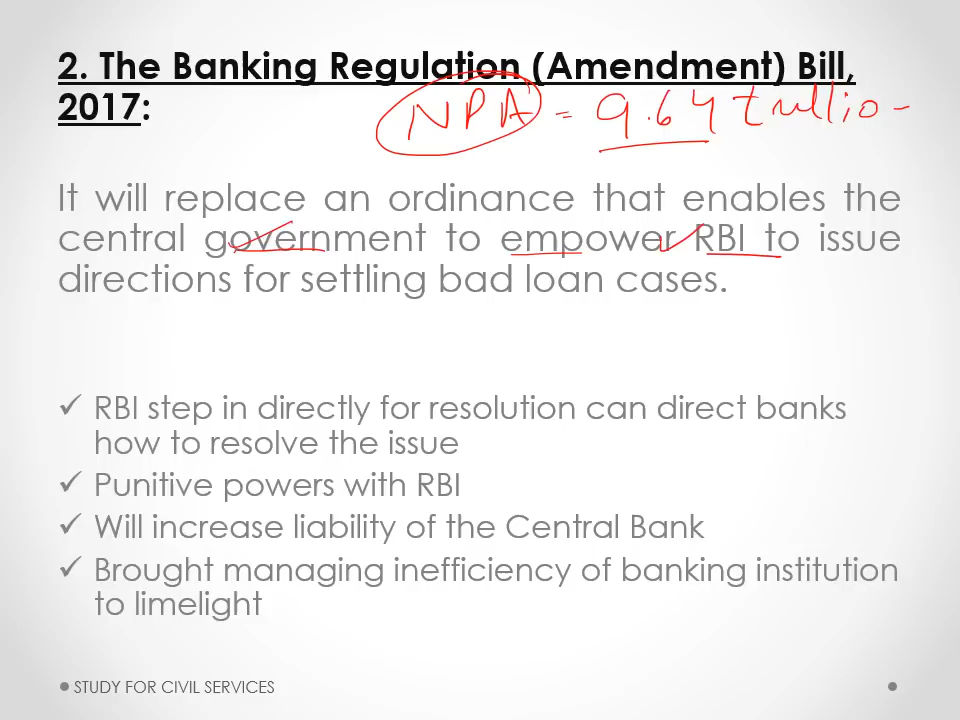 2. The Banking Regulation (Amendment) Bill,
2017:
NPA = 9.64 trillio-
It will replace an ordinance that enables the
central government to empower RBI to issue
directions for settling bad loan cases.
✓ RBI step in directly for resolution can direct banks
how to resolve the issue
✓ Punitive powers with RBI
✓ Will increase liability of the Central Bank
✓ Brought managing inefficiency of banking institution
to limelight
STUDY FOR CIVIL SERVICES